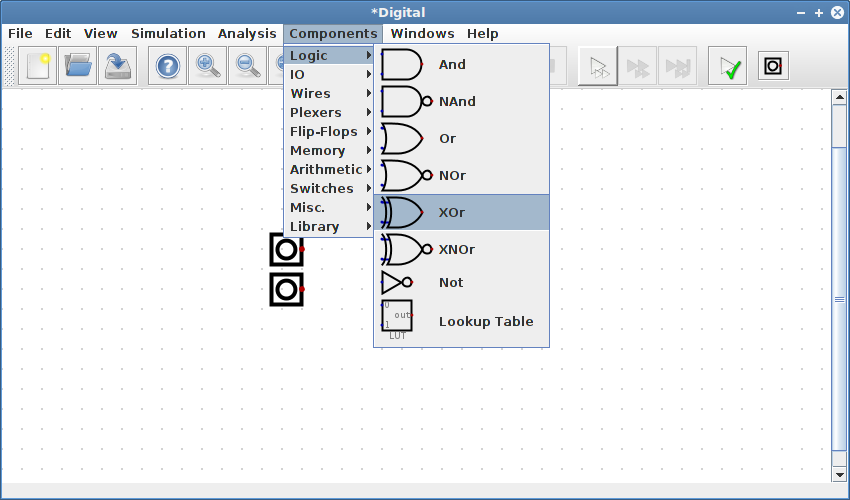 *Digital
File Edit View Simulation Analysis Components Windows Help
Logic
IO
Wires
Plexers
Flip-Flops
Memory
Arithmetic
Switches
Misc.
Library
And
NAnd
Or
NOr
XOr
XNOr
Not
0
out
1
LUT
Lookup Table